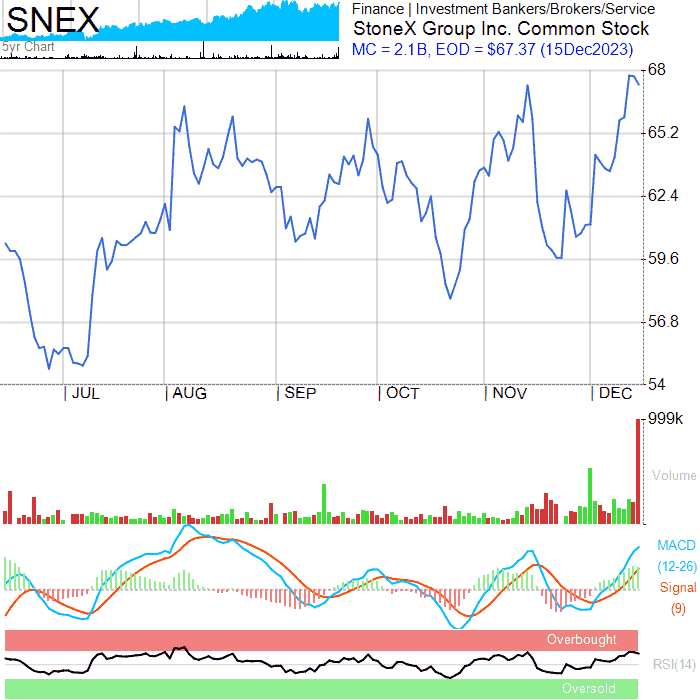 SNEX
5yr Chart
Finance | Investment Bankers/Brokers/Service
StoneX Group Inc. Common Stock
MC = 2.1B, EOD = $67.37 (15Dec2023)
68
65.2
62.4
59.6
56.8
54
JUL AUG SEP OCT NOV DEC
999k
Volume
MACD
(12-26)
Signal
(9)
Overbought
RSI(14)
Oversold